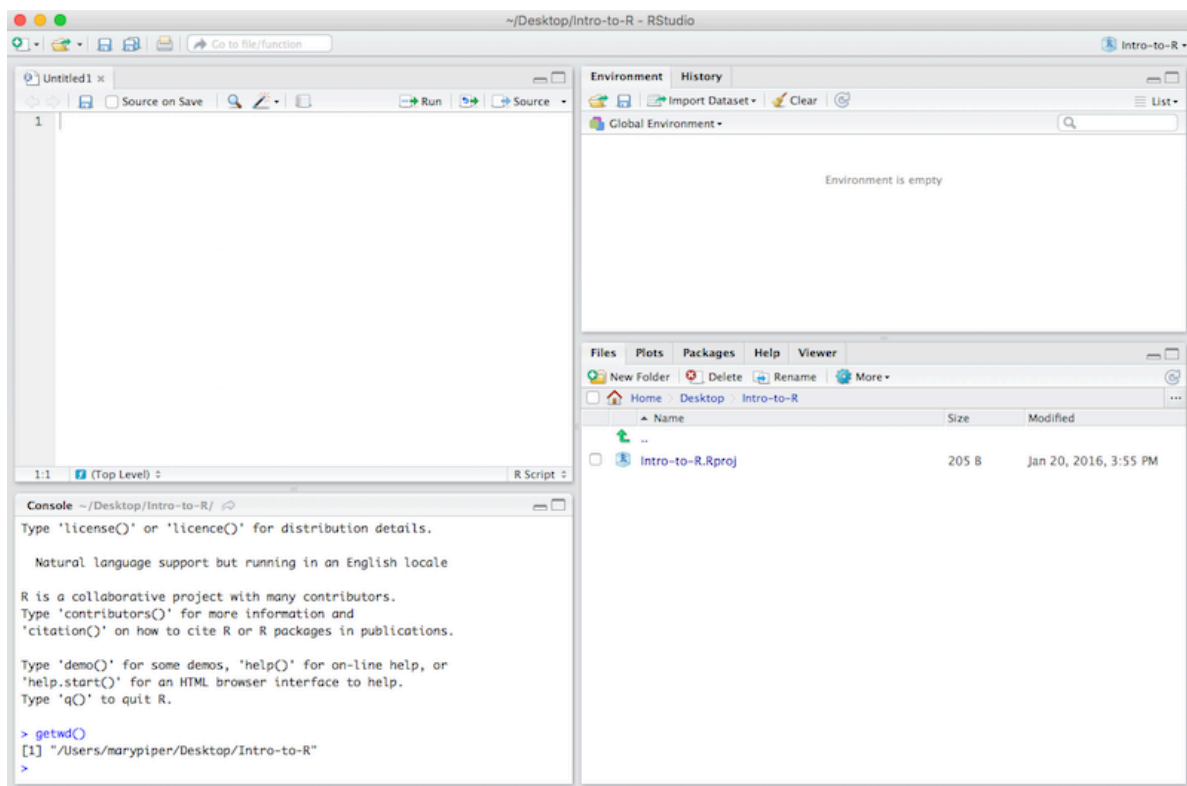 ~/Desktop/Intro-to-R - RStudio
Go to file/function
Intro-to-R
Untitled1
Source on Save
Run
Source
1
1:1
(Top Level)
R Script
Console ~/Desktop/Intro-to-R/
Type 'license()' or 'licence()' for distribution details.
Natural language support but running in an English locale
R is a collaborative project with many contributors.
Type 'contributors()' for more information and
'citation()' on how to cite R or R packages in publications.
Type 'demo()' for some demos, 'help()' for on-line help, or
'help.start()' for an HTML browser interface to help.
Type 'q()' to quit R.
> getwd()
[1] "/Users/marypiper/Desktop/Intro-to-R"
>
Environment History
Import Dataset Clear List
Global Environment
Environment is empty
Files Plots Packages Help Viewer
New Folder Delete Rename More
Home Desktop Intro-to-R
Name Size Modified
..
Intro-to-R.Rproj 205 B Jan 20, 2016, 3:55 PM